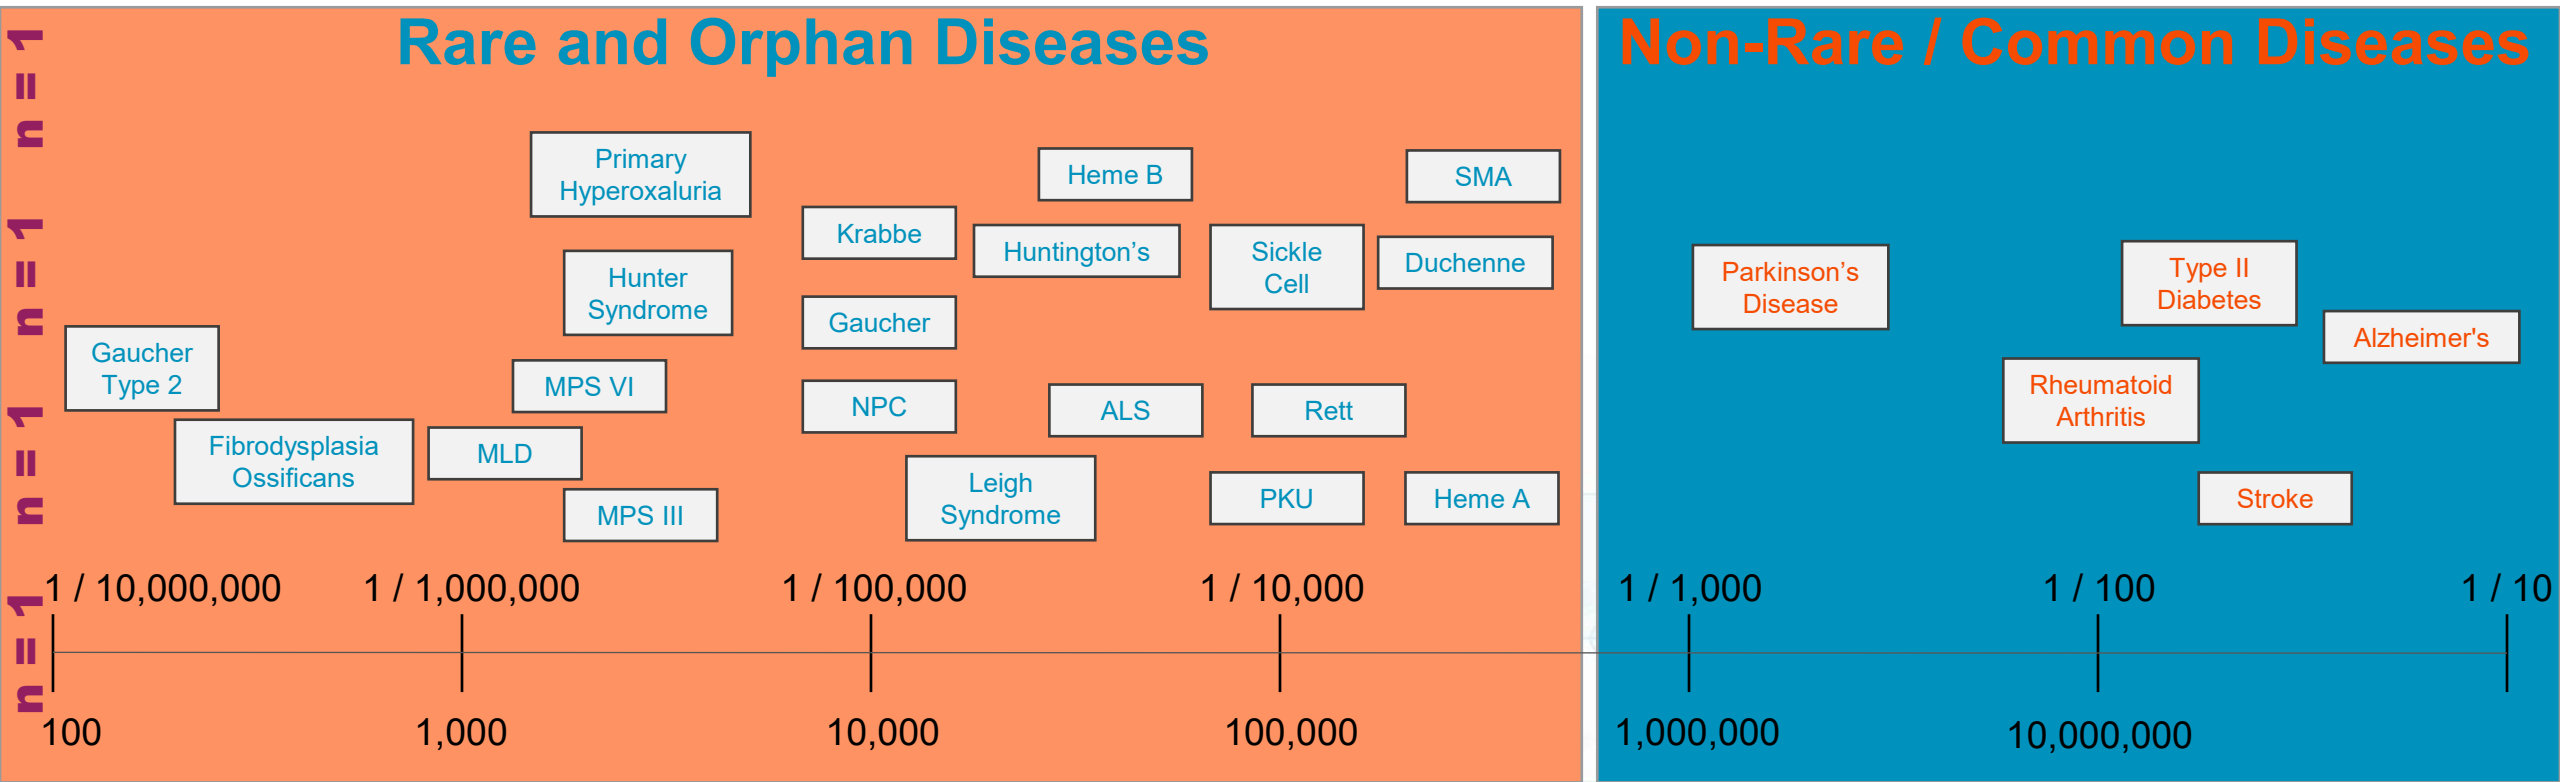 Rare and Orphan Diseases
Non-Rare / Common Diseases
n = 1   n = 1   n = 1   n = 1
Primary
Hyperoxaluria
Heme B
SMA
Krabbe
Huntington’s
Sickle
Cell
Duchenne
Hunter
Syndrome
Gaucher
Gaucher
Type 2
MPS VI
NPC
ALS
Rett
Fibrodysplasia
Ossificans
MLD
MPS III
Leigh
Syndrome
PKU
Heme A
Parkinson’s
Disease
Type II
Diabetes
Alzheimer's
Rheumatoid
Arthritis
Stroke
1 / 10,000,000
1 / 1,000,000
1 / 100,000
1 / 10,000
1 / 1,000
1 / 100
1 / 10
100
1,000
10,000
100,000
1,000,000
10,000,000